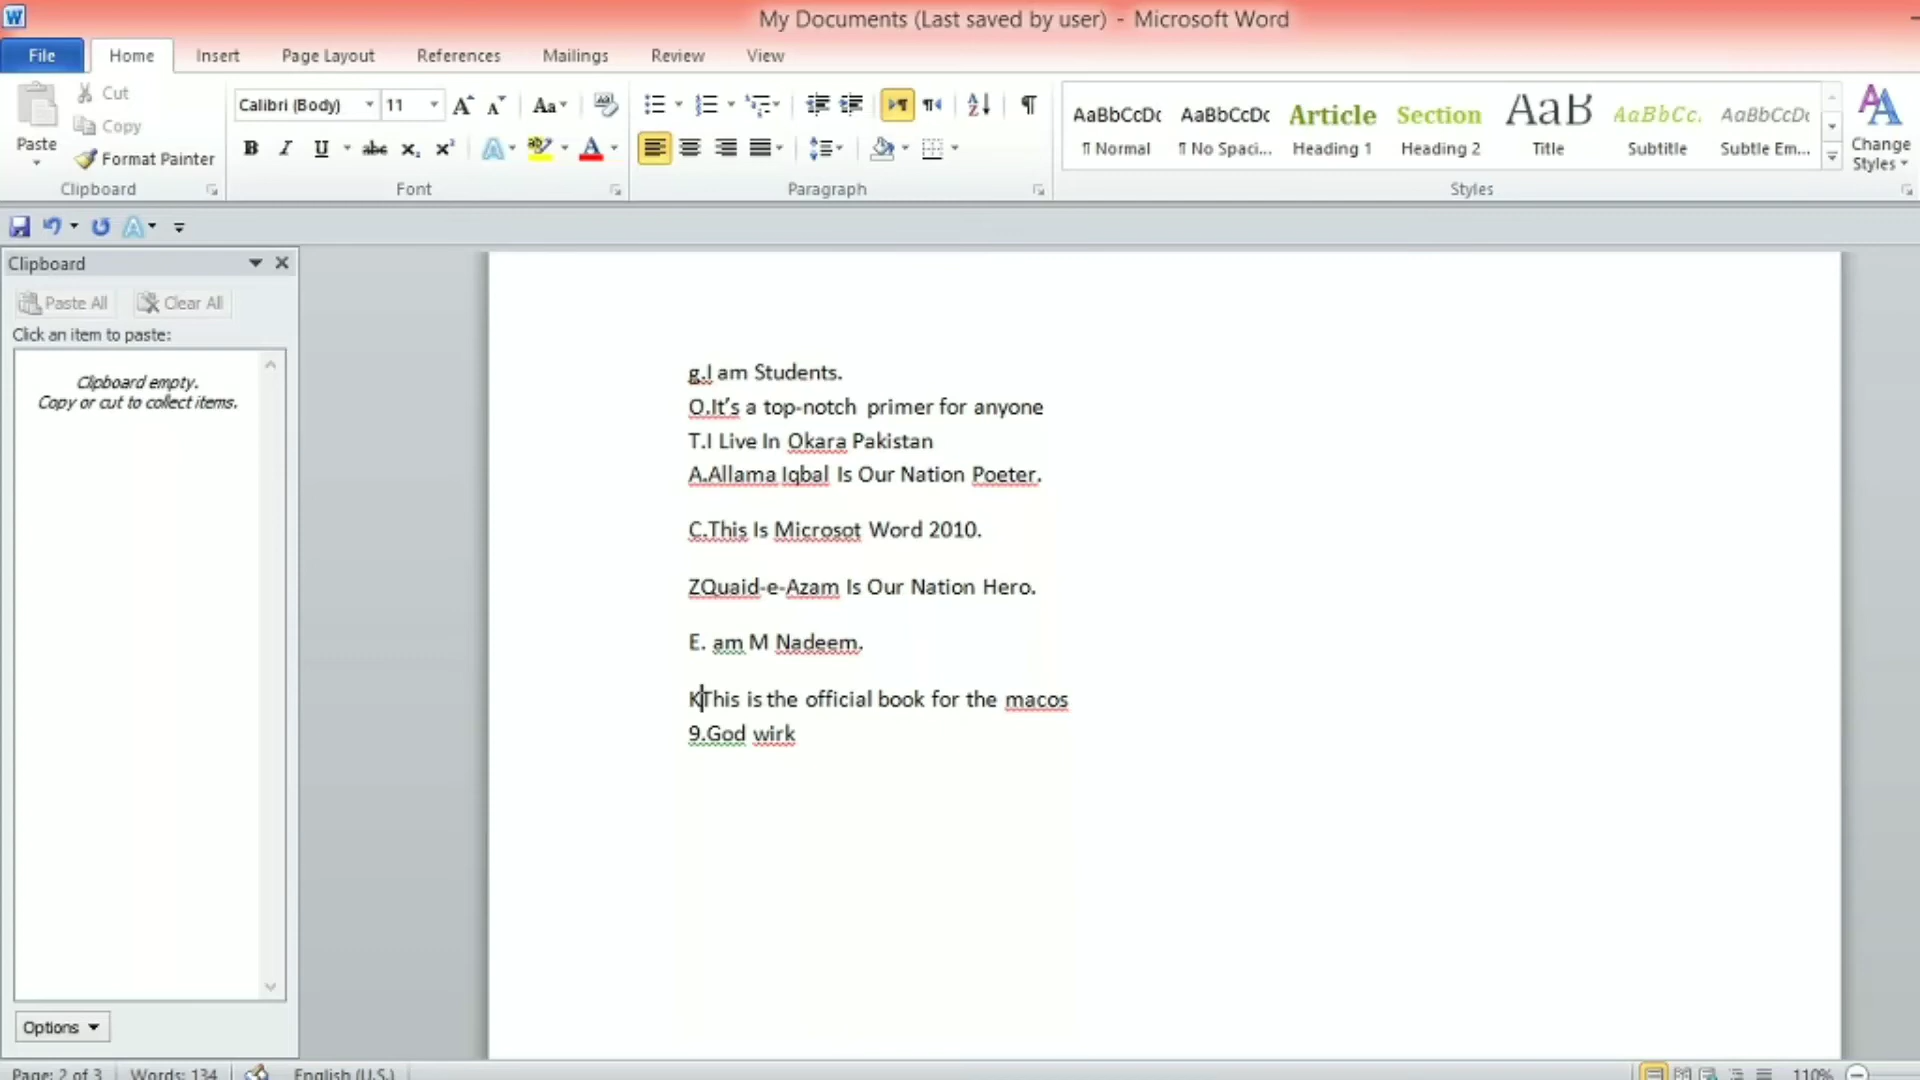 My Documents (Last saved by user) - Microsoft Word
File Home Insert Page Layout References Mailings Review View
Paste
Cut
Copy
Format Painter
Clipboard
Calibri (Body) 11
Font
Paragraph
AaBbCcDc AaBbCcDc Article Section AaB AaBbCc. AaBbCcDc
¶ Normal ¶ No Spaci... Heading 1 Heading 2 Title Subtitle Subtle Em...
Change
Styles
Styles
Clipboard
Paste All Clear All
Click an item to paste:
Clipboard empty.
Copy or cut to collect items.
Options
g.I am Students.
O.It’s a top-notch primer for anyone
T.I Live In Okara Pakistan
A.Allama Iqbal Is Our Nation Poeter.
C.This Is Microsot Word 2010.
ZQuaid-e-Azam Is Our Nation Hero.
E. am M Nadeem.
KThis is the official book for the macos
9.God wirk
Page: 2 of 3 Words: 134 English (U.S.) 110%